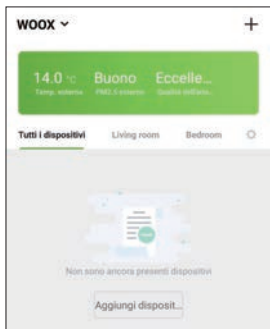 WOOX
14.0 °C Buono Eccelle...
Temp. esterna PM2.5 esterno Qualità dell'aria...
Tutti i dispositivi Living room Bedroom
Non sono ancora presenti dispositivi
Aggiungi disposit...